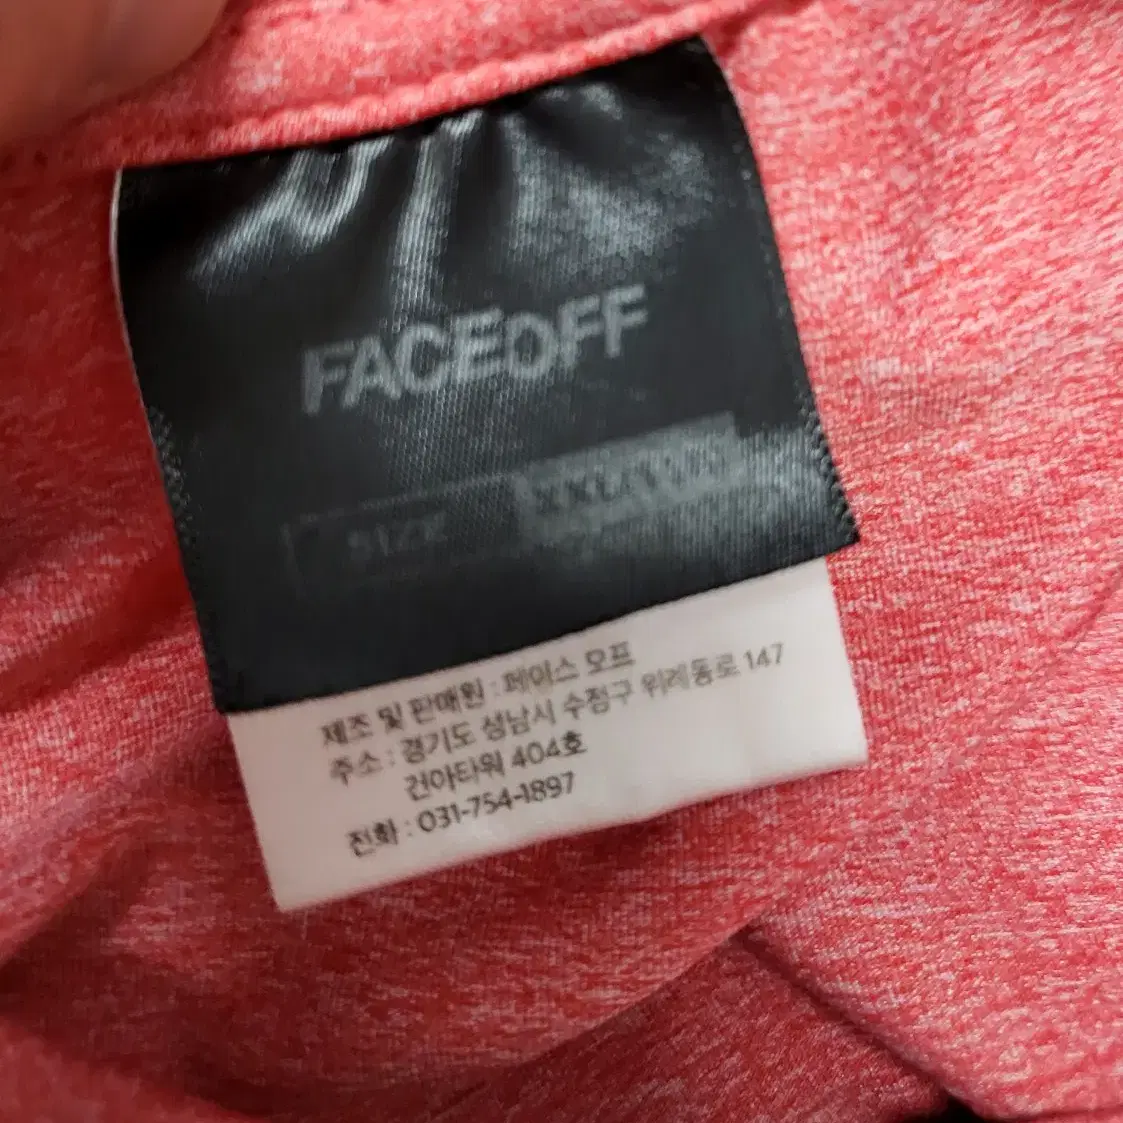 FACEOFF
SIZE
제조 및 판매원 : 페이스 오프
주소 : 경기도 성남시 수정구 위례동로 147
건아타워 404호
전화 : 031-754-1897